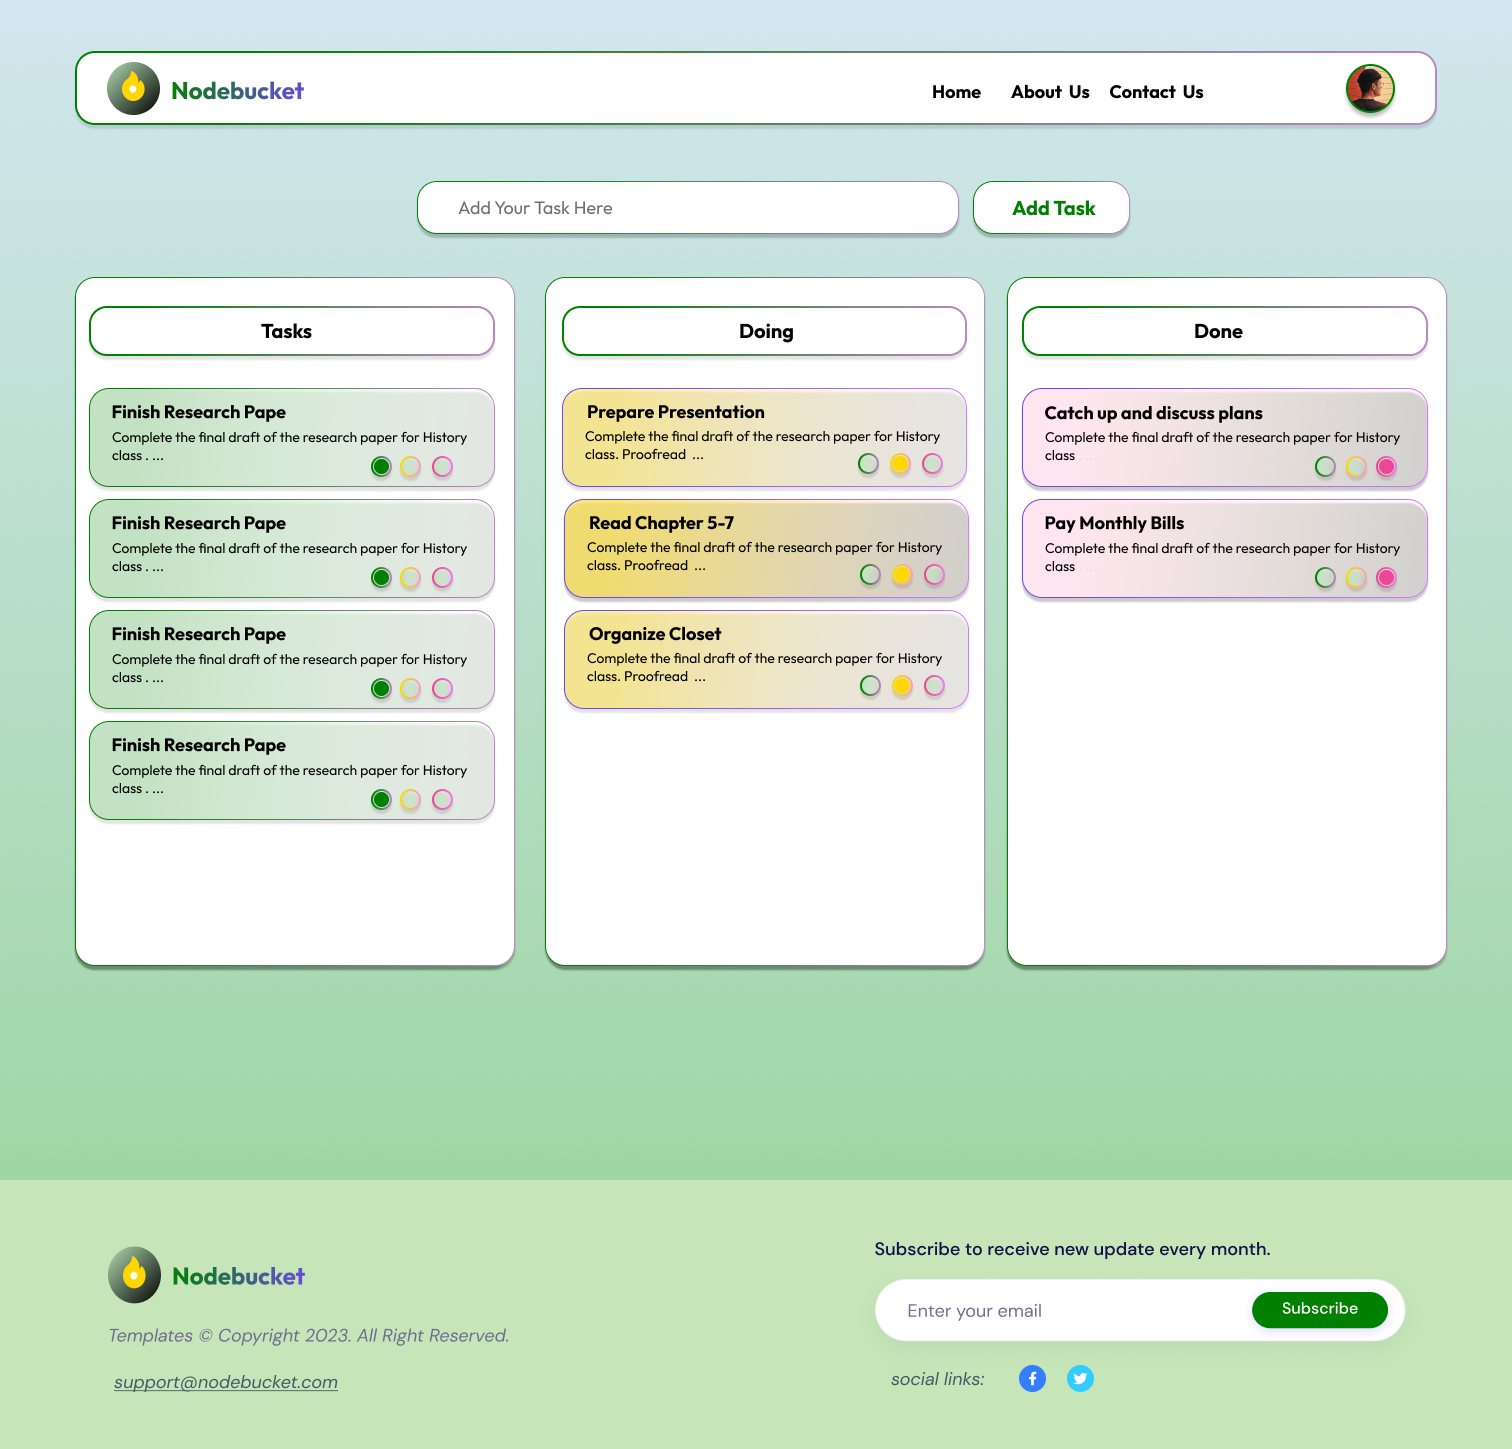 Nodebucket
Home About Us Contact Us
Add Your Task Here
Add Task
Tasks
Finish Research Pape
Complete the final draft of the research paper for History
class . ...
Finish Research Pape
Complete the final draft of the research paper for History
class . ...
Finish Research Pape
Complete the final draft of the research paper for History
class . ...
Finish Research Pape
Complete the final draft of the research paper for History
class . ...
Doing
Prepare Presentation
Complete the final draft of the research paper for History
class. Proofread ...
Read Chapter 5-7
Complete the final draft of the research paper for History
class. Proofread ...
Organize Closet
Complete the final draft of the research paper for History
class. Proofread ...
Done
Catch up and discuss plans
Complete the final draft of the research paper for History
class
Pay Monthly Bills
Complete the final draft of the research paper for History
class
Nodebucket
Templates © Copyright 2023. All Right Reserved.
support@nodebucket.com
Subscribe to receive new update every month.
Enter your email
Subscribe
social links: